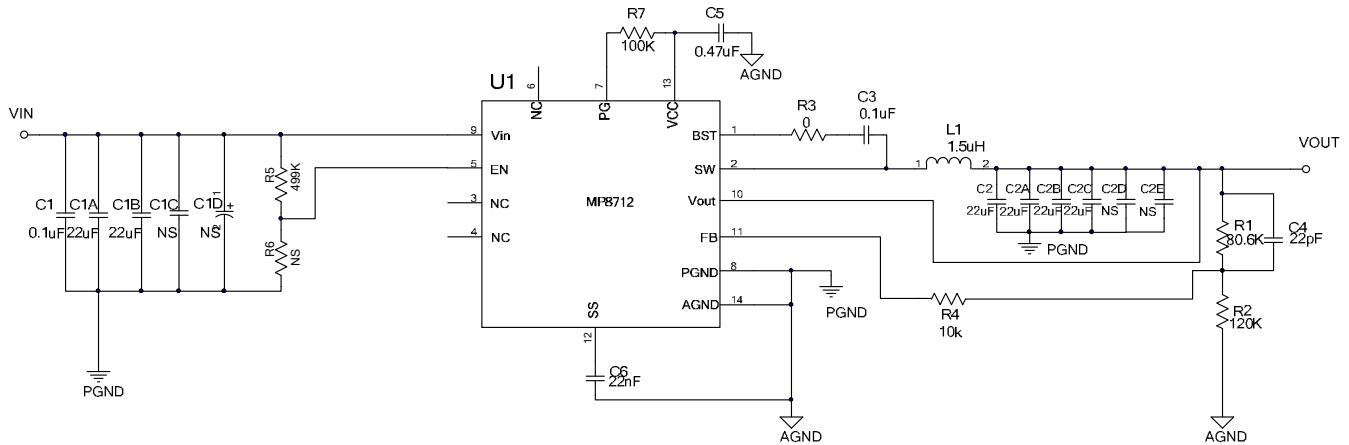 R7
100K
C5
0.47uF
AGND
U1
6
7
13
NC
PG
VCC
VIN
9
Vin
5
EN
3
NC
4
NC
MP8712
BST
1
SW
2
Vout
10
FB
11
PGND
8
AGND
14
SS
12
R3
0
C3
0.1uF
L1
1.5uH
1
2
VOUT
C1
0.1uF
C1A
22uF
C1B
22uF
C1C
NS
C1D
NS
1
+
2
R5
499K
R6
NS
PGND
C2
22uF
C2A
22uF
C2B
22uF
C2C
22uF
C2D
NS
C2E
NS
PGND
R1
80.6K
C4
22pF
PGND
R4
10k
R2
120K
C6
22nF
AGND
AGND